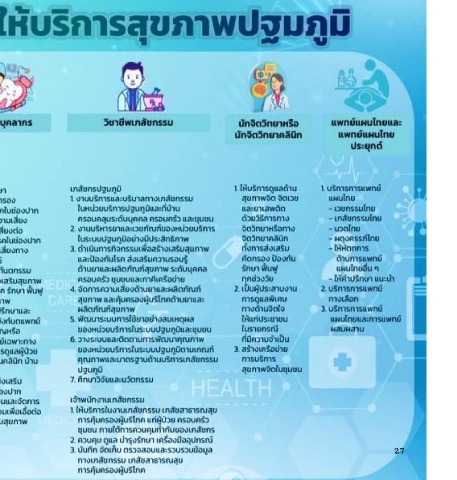 ให้บริการสุขภาพปฐมภูมิ
บุคลากร
วิชาชีพเภสัชกรรม
นักจิตวิทยาหรือ
นักจิตวิทยาคลินิก
แพทย์แผนไทยและ
แพทย์แผนไทย
ประยุกต์
เภสัชกรปฐมภูมิ
1. งานบริการและบริบาลทางเภสัชกรรม
ในหน่วยบริการปฐมภูมิและที่บ้าน
ครอบคลุมระดับบุคคล ครอบครัว และชุมชน
2. งานบริหารยาและเวชภัณฑ์ของหน่วยบริการ
ในระบบปฐมภูมิอย่างมีประสิทธิภาพ
3. ดำเนินการกิจกรรมเพื่อสร้างเสริมสุขภาพ
และป้องกันโรค ส่งเสริมความรอบรู้
ด้านยาและผลิตภัณฑ์สุขภาพ ระดับบุคคล
ครอบครัว ชุมชนและภาคีเครือข่าย
4. จัดการความเสี่ยงด้านยาและผลิตภัณฑ์
สุขภาพ และคุ้มครองผู้บริโภคด้านยาและ
ผลิตภัณฑ์สุขภาพ
5. พัฒนาระบบการใช้ยาอย่างสมเหตุผล
ของหน่วยบริการในระบบปฐมภูมิและชุมชน
6. วางระบบและติดตามการพัฒนาคุณภาพ
ของหน่วยบริการในระบบปฐมภูมิตามเกณฑ์
คุณภาพและมาตรฐานด้านบริการเภสัชกรรม
ปฐมภูมิ
7. ศึกษาวิจัยและนวัตกรรม
เจ้าพนักงานเภสัชกรรม
1. ให้บริการในงานเภสัชกรรม เภสัชสาธารณสุข
การคุ้มครองผู้บริโภค แก่ผู้ป่วย ครอบครัว
ชุมชน ภายใต้การควบคุมกำกับของเภสัชกร
2. ควบคุม ดูแล บำรุงรักษา เครื่องมืออุปกรณ์
3. บันทึก จัดเก็บ ตรวจสอบและรวบรวมข้อมูล
ทางเภสัชกรรม เภสัชสาธารณสุข
การคุ้มครองผู้บริโภค
1. ให้บริการดูแลด้าน
สุขภาพจิต จิตเวช
และยาเสพติด
ด้วยวิธีการทาง
จิตวิทยาหรือทาง
จิตวิทยาคลินิก
ทั้งการส่งเสริม
คัดกรอง ป้องกัน
รักษา ฟื้นฟู
ทุกช่วงวัย
2. เป็นผู้ประสานงาน
การดูแลพิเศษ
ทางด้านจิตใจ
ให้แก่ประชาชน
ในรายกรณี
ที่มีความจำเป็น
3. สร้างเครือข่าย
การบริการ
สุขภาพจิตในชุมชน
1. บริการการแพทย์
แผนไทย
- เวชกรรมไทย
- เภสัชกรรมไทย
- นวดไทย
- ผดุงครรภ์ไทย
- ให้หัตถการ
ด้านการแพทย์
แผนไทยอื่น ๆ
- ให้คำปรึกษา แนะนำ
2. บริการการแพทย์
ทางเลือก
3. บริการการแพทย์
แผนไทยและการแพทย์
ผสมผสาน
HEALTH
27